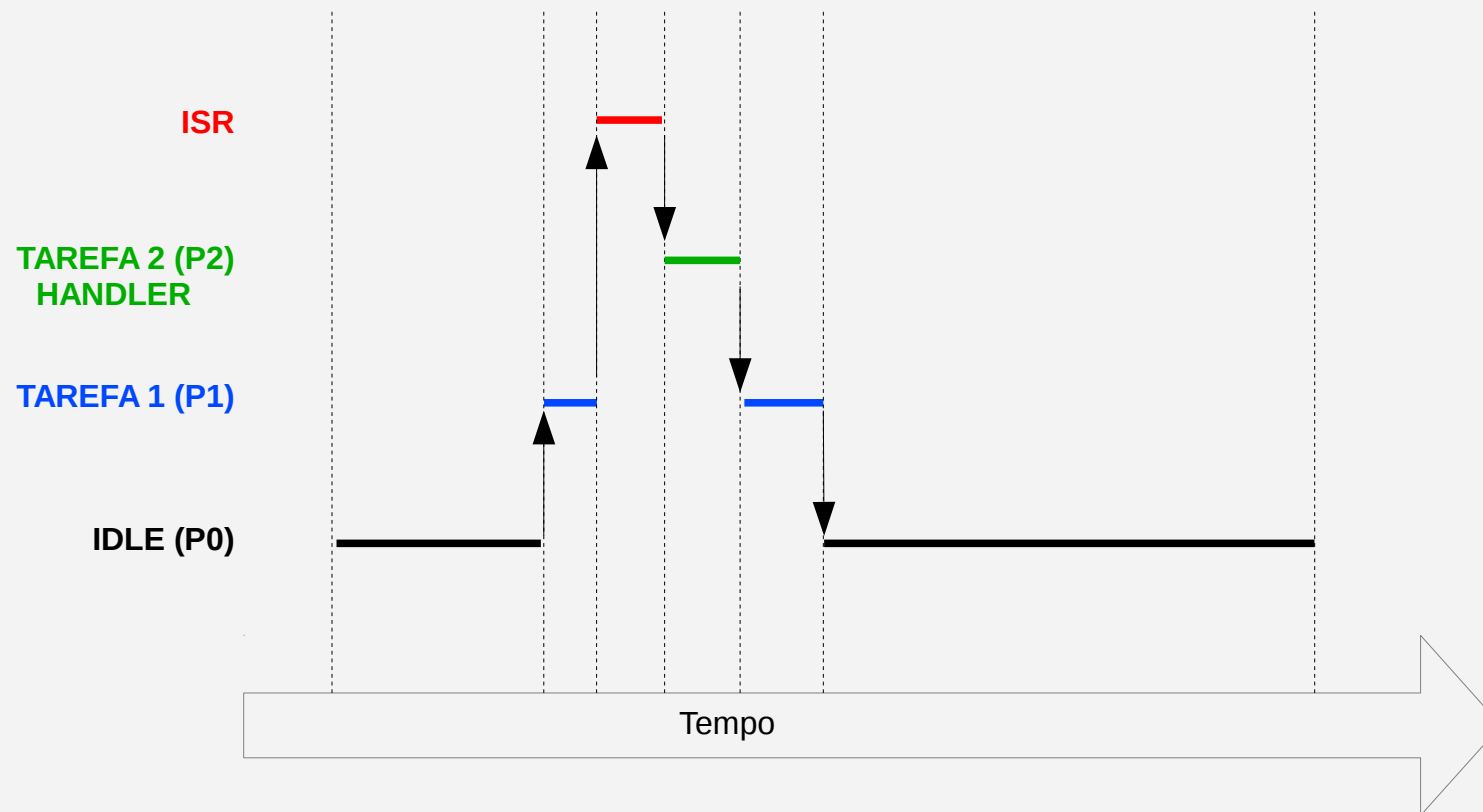 ISR
TAREFA 2 (P2)
HANDLER
TAREFA 1 (P1)
IDLE (P0)
Tempo